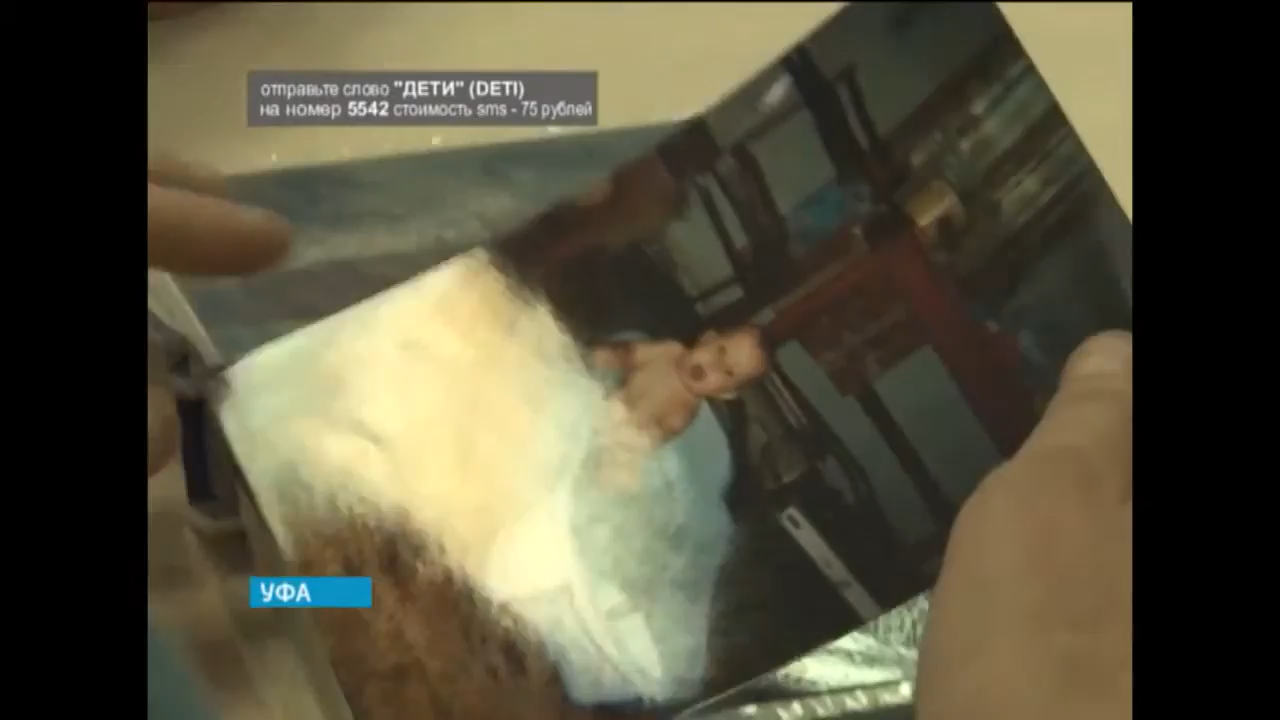 отправьте слово "ДЕТИ" (DETI)
на номер 5542 стоимость sms - 75 рублей
УФА